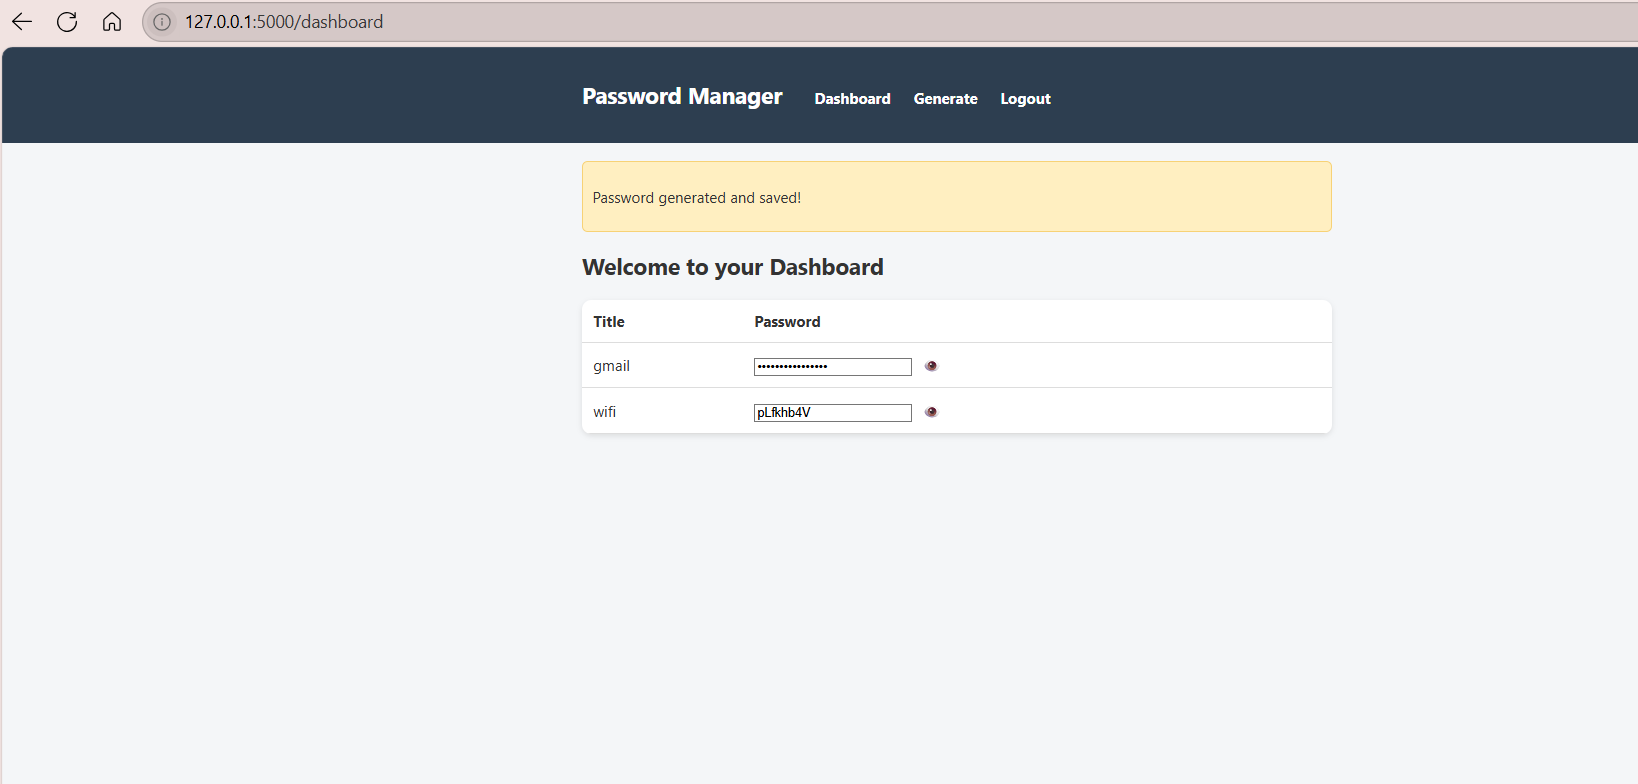 127.0.0.1:5000/dashboard
Password Manager Dashboard Generate Logout
Password generated and saved!
Welcome to your Dashboard
Title Password
gmail ••••••••••••••••
wifi pLfkhb4V